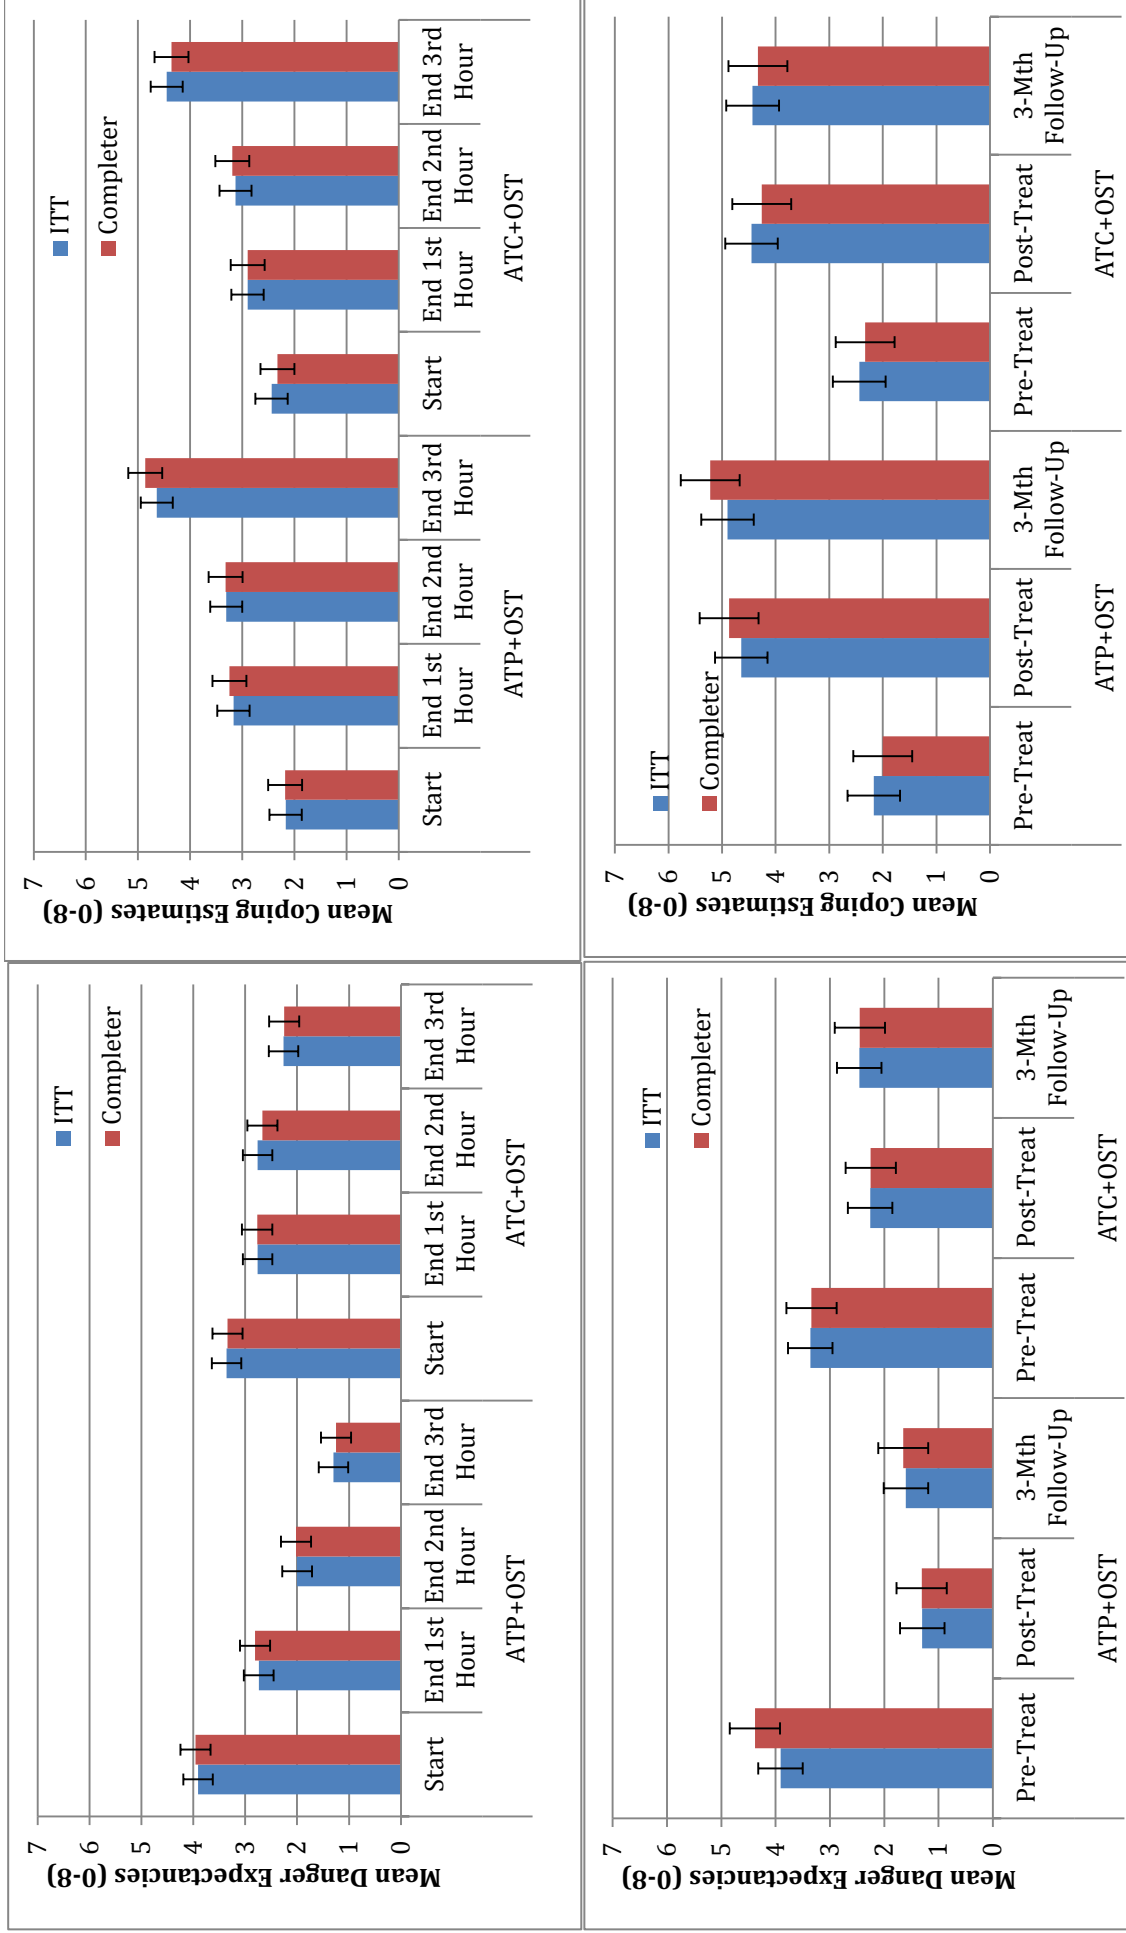 Mean Danger Expectancies (0-8)
7
6
5
4
3
2
1
0
ITT
Completer
Start
End 1st
Hour
End 2nd
Hour
End 3rd
Hour
Start
End 1st
Hour
End 2nd
Hour
End 3rd
Hour
ATP+OST
ATC+OST
Mean Coping Estimates (0-8)
7
6
5
4
3
2
1
0
ITT
Completer
Start
End 1st
Hour
End 2nd
Hour
End 3rd
Hour
Start
End 1st
Hour
End 2nd
Hour
End 3rd
Hour
ATP+OST
ATC+OST
Mean Danger Expectancies (0-8)
7
6
5
4
3
2
1
0
ITT
Completer
Pre-Treat
Post-Treat
3-Mth
Follow-Up
Pre-Treat
Post-Treat
3-Mth
Follow-Up
ATP+OST
ATC+OST
Mean Coping Estimates (0-8)
7
6
5
4
3
2
1
0
ITT
Completer
Pre-Treat
Post-Treat
3-Mth
Follow-Up
Pre-Treat
Post-Treat
3-Mth
Follow-Up
ATP+OST
ATC+OST